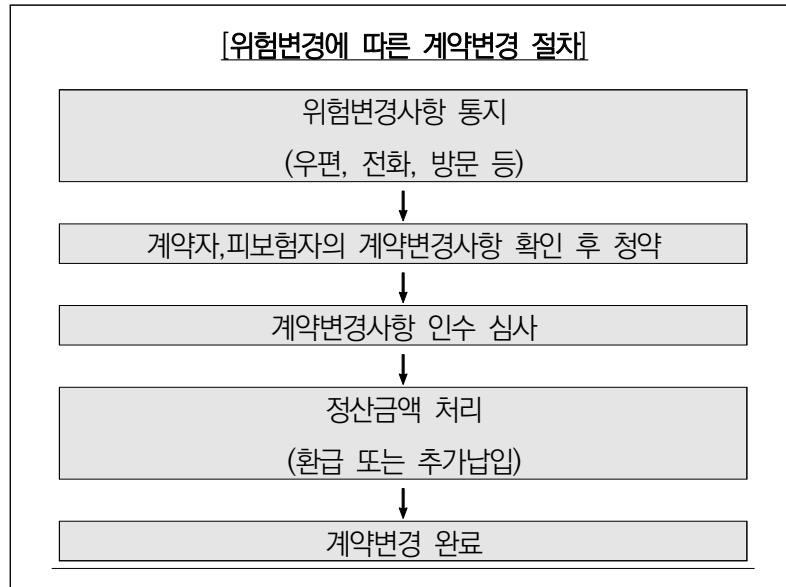 [위험변경에 따른 계약변경 절차]
위험변경사항 통지
(우편, 전화, 방문 등)
계약자,피보험자의 계약변경사항 확인 후 청약
계약변경사항 인수 심사
정산금액 처리
(환급 또는 추가납입)
계약변경 완료